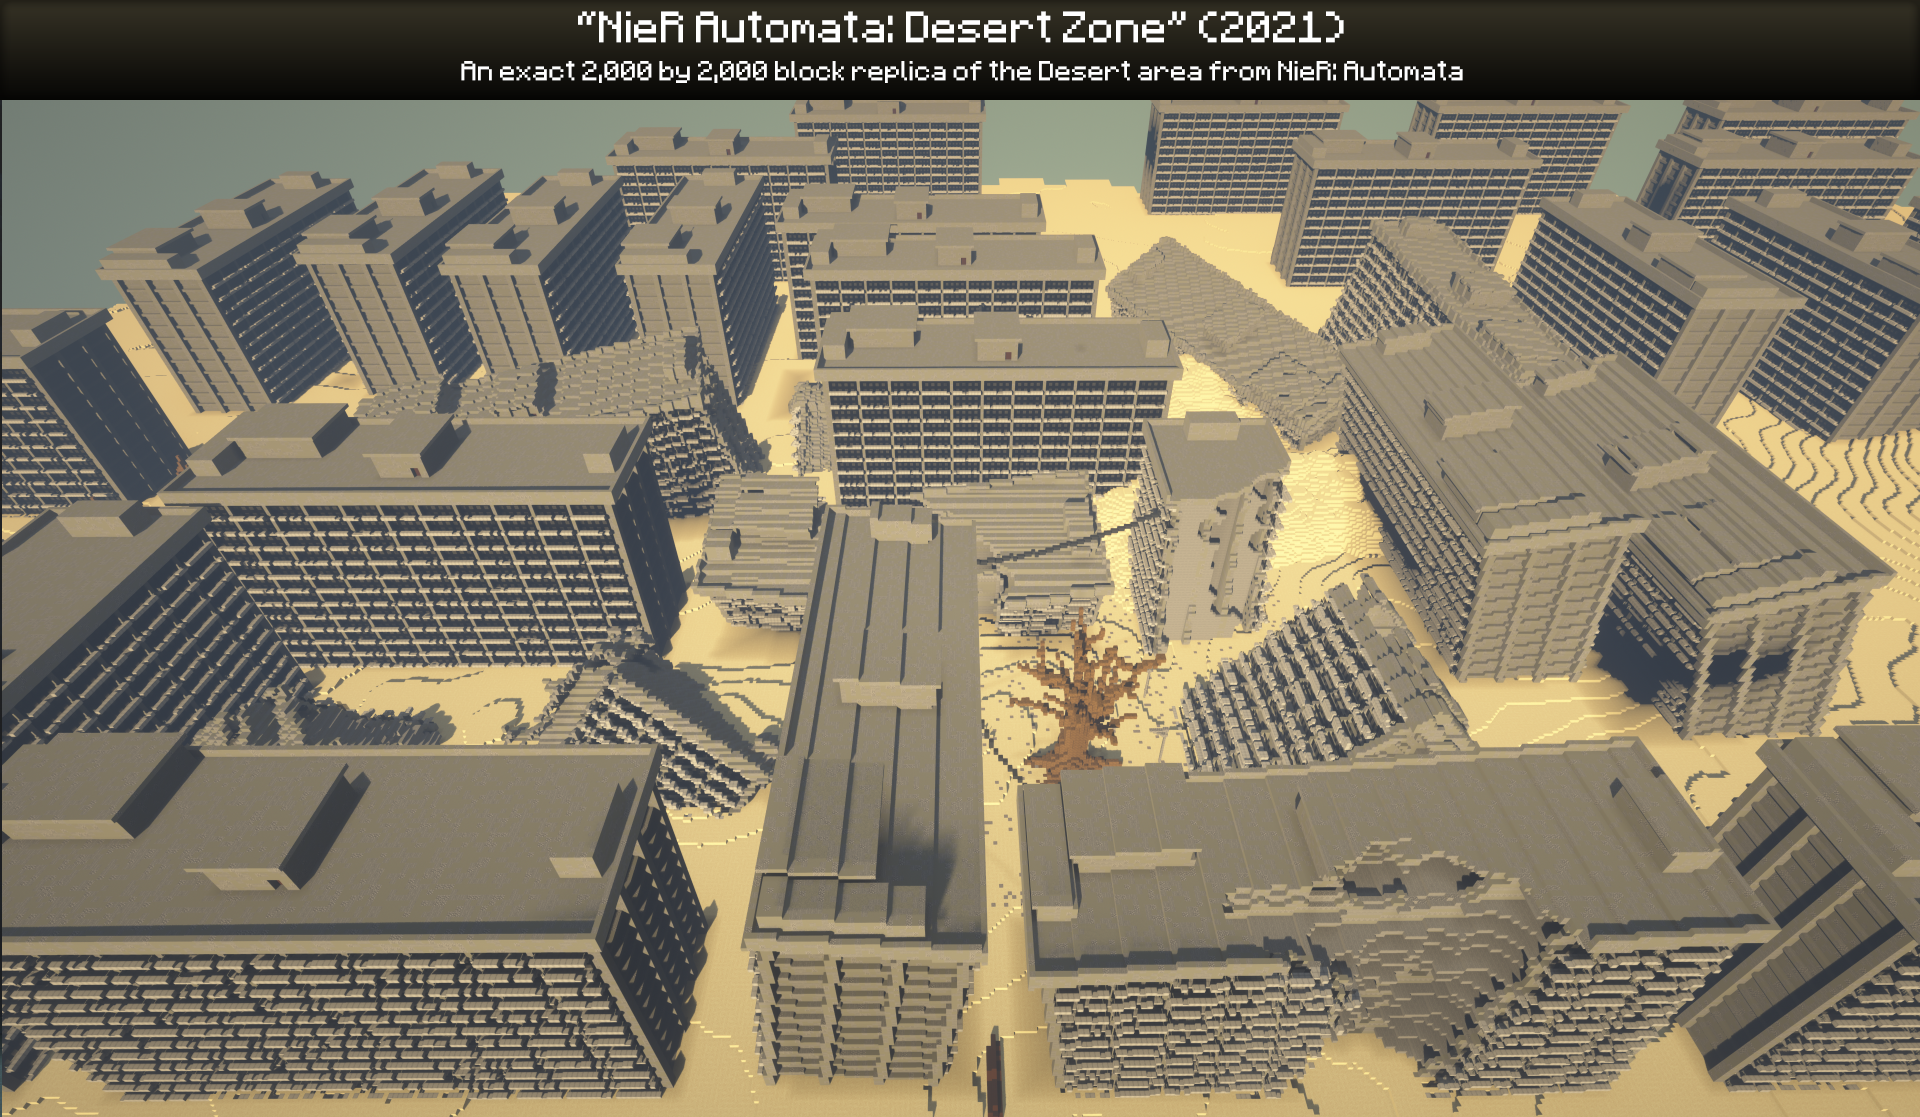 "NieR Automata: Desert Zone" (2021)
An exact 2,000 by 2,000 block replica of the Desert area from NieR: Automata